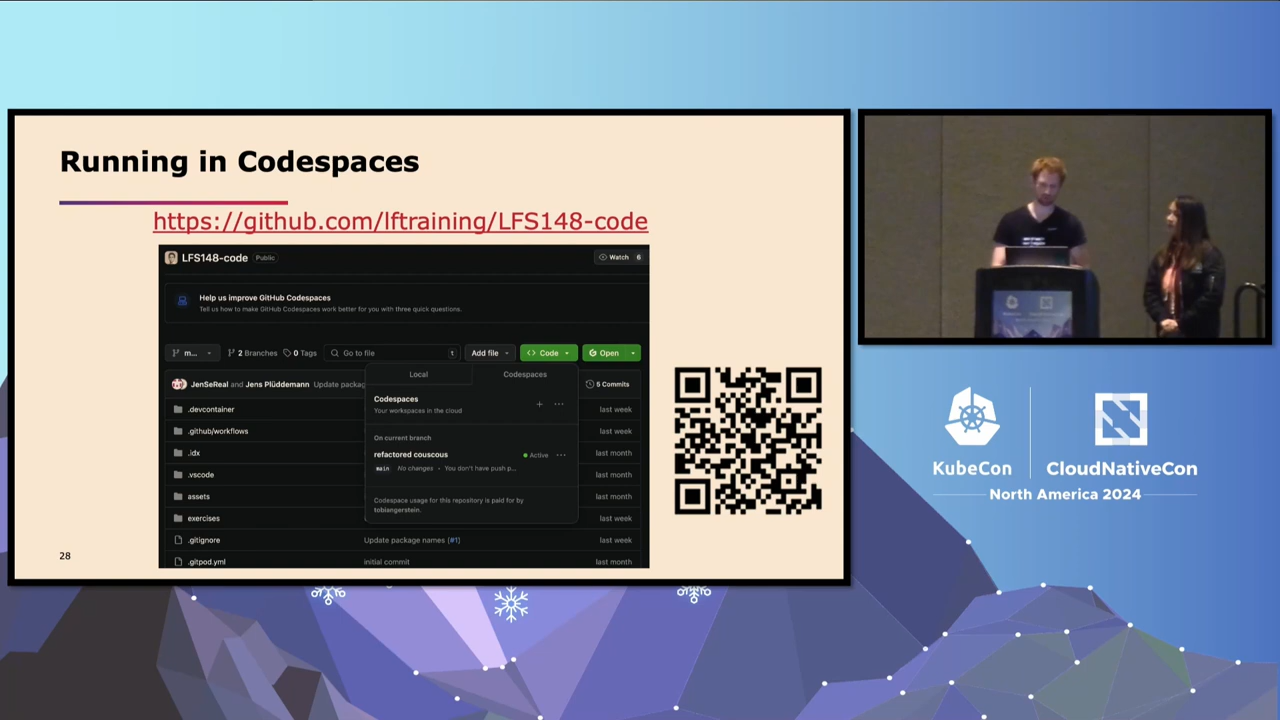 Running in Codespaces
https://github.com/lftraining/LFS148-code
LFS148-code Public
Watch 6
Help us improve GitHub Codespaces
Tell us how to make GitHub Codespaces work better for you with three quick questions.
m...
2 Branches
0 Tags
Go to file
t
Add file
Code
Open
JenSeReal and Jens Plüddemann Update packag
5 Commits
Local
Codespaces
Codespaces
Your workspaces in the cloud
On current branch
refactored couscous
Active
main No changes • You don't have push p...
Codespace usage for this repository is paid for by
tobiangerstein.
.devcontainer
last week
.github/workflows
last week
.idx
last month
.vscode
last month
assets
last month
exercises
last week
.gitignore
Update package names (#1)
last week
.gitpod.yml
initial commit
last month
28
KubeCon
CloudNativeCon
North America 2024